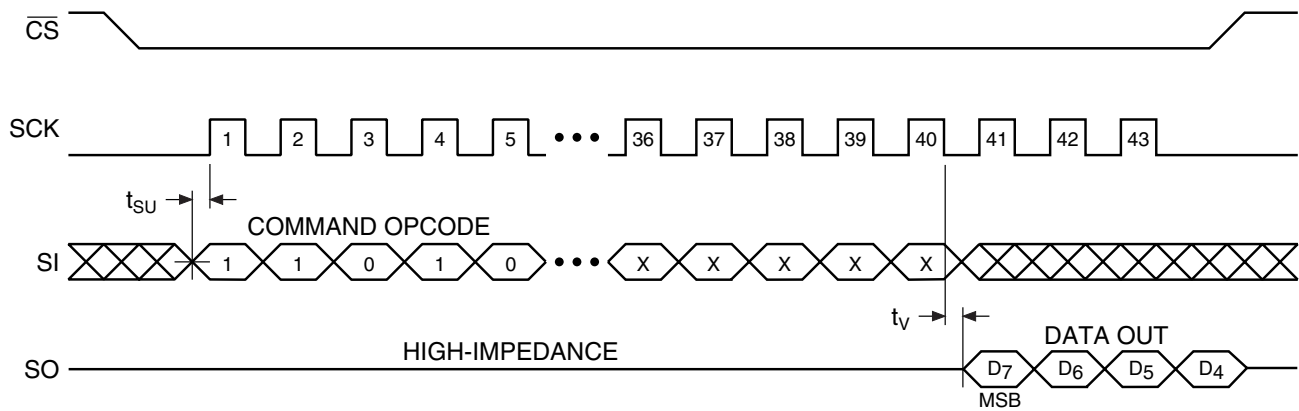 CS
SCK 1 2 3 4 5 ••• 36 37 38 39 40 41 42 43
tSU
COMMAND OPCODE
SI 1 1 0 1 0 ••• X X X X X
tV
HIGH-IMPEDANCE DATA OUT
SO D7 D6 D5 D4
MSB